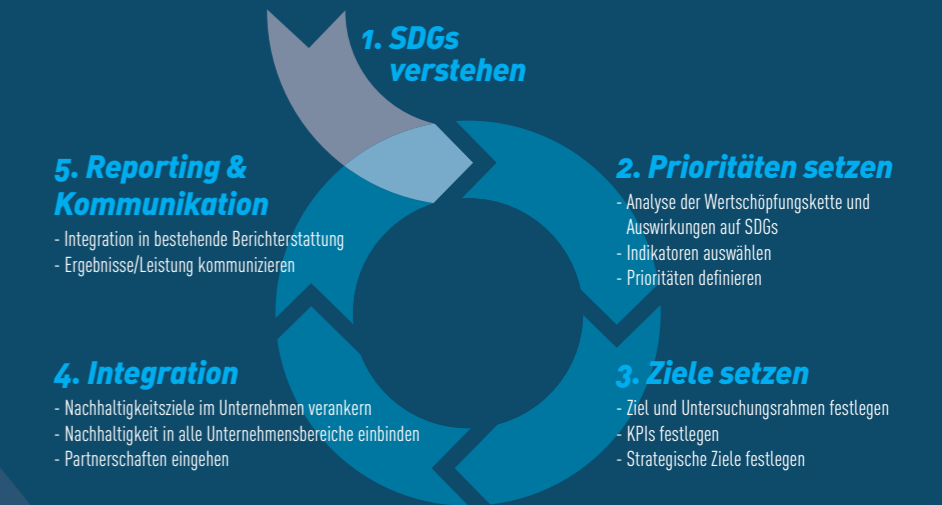 1. SDGs
verstehen
2. Prioritäten setzen
- Analyse der Wertschöpfungskette und
Auswirkungen auf SDGs
- Indikatoren auswählen
- Prioritäten definieren
3. Ziele setzen
- Ziel und Untersuchungsrahmen festlegen
- KPIs festlegen
- Strategische Ziele festlegen
4. Integration
- Nachhaltigkeitsziele im Unternehmen verankern
- Nachhaltigkeit in alle Unternehmensbereiche einbinden
- Partnerschaften eingehen
5. Reporting &
Kommunikation
- Integration in bestehende Berichterstattung
- Ergebnisse/Leistung kommunizieren